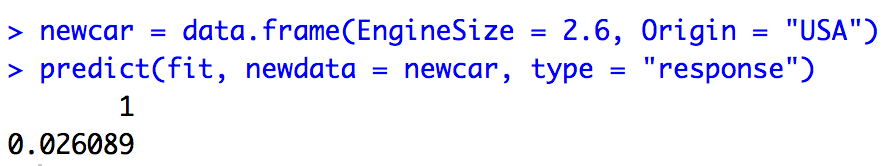 > newcar = data.frame(EngineSize = 2.6, Origin = "USA")
> predict(fit, newdata = newcar, type = "response")
1
0.026089